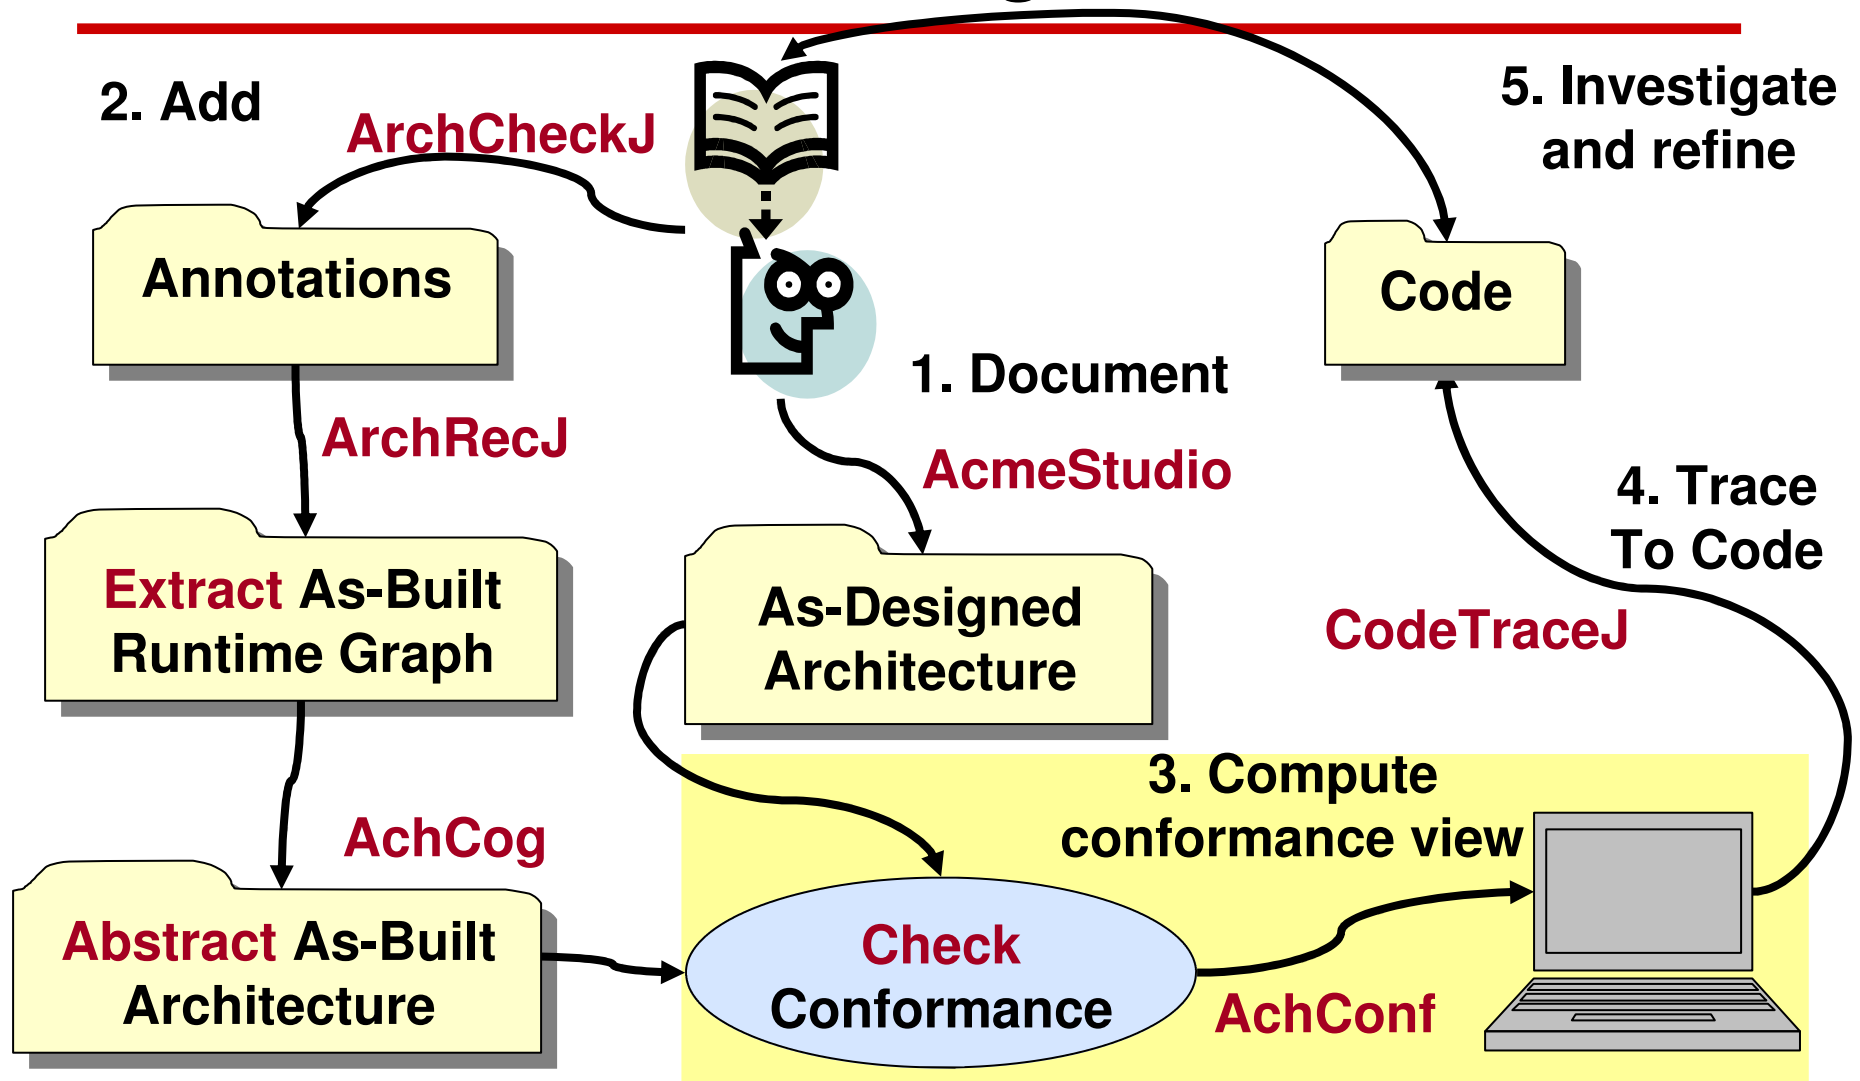 2. Add
ArchCheckJ
5. Investigate
and refine
Annotations
Code
1. Document
ArchRecJ
AcmeStudio
4. Trace
To Code
Extract As-Built
Runtime Graph
As-Designed
Architecture
CodeTraceJ
3. Compute
conformance view
AchCog
Abstract As-Built
Architecture
Check
Conformance
AchConf